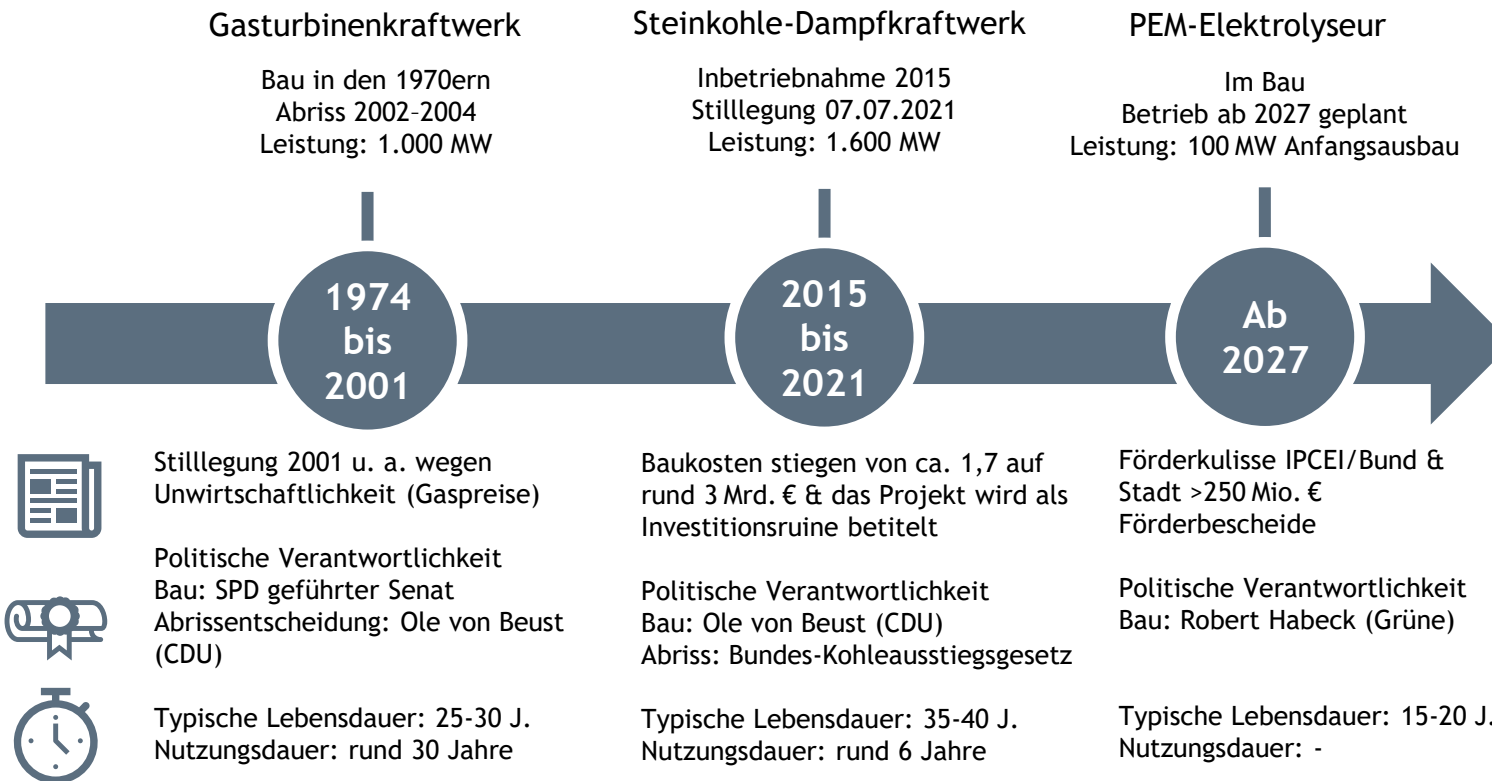 Gasturbinenkraftwerk
Bau in den 1970ern
Abriss 2002–2004
Leistung: 1.000 MW
Steinkohle-Dampfkraftwerk
Inbetriebnahme 2015
Stilllegung 07.07.2021
Leistung: 1.600 MW
PEM-Elektrolyseur
Im Bau
Betrieb ab 2027 geplant
Leistung: 100 MW Anfangsausbau
1974
bis
2001
2015
bis
2021
Ab
2027
Stilllegung 2001 u. a. wegen
Unwirtschaftlichkeit (Gaspreise)
Politische Verantwortlichkeit
Bau: SPD geführter Senat
Abrissentscheidung: Ole von Beust
(CDU)
Typische Lebensdauer: 25-30 J.
Nutzungsdauer: rund 30 Jahre
Baukosten stiegen von ca. 1,7 auf
rund 3 Mrd. € & das Projekt wird als
Investitionsruine betitelt
Politische Verantwortlichkeit
Bau: Ole von Beust (CDU)
Abriss: Bundes-Kohleausstiegsgesetz
Typische Lebensdauer: 35-40 J.
Nutzungsdauer: rund 6 Jahre
Förderkulisse IPCEI/Bund &
Stadt >250 Mio. €
Förderbescheide
Politische Verantwortlichkeit
Bau: Robert Habeck (Grüne)
Typische Lebensdauer: 15-20 J.
Nutzungsdauer: -